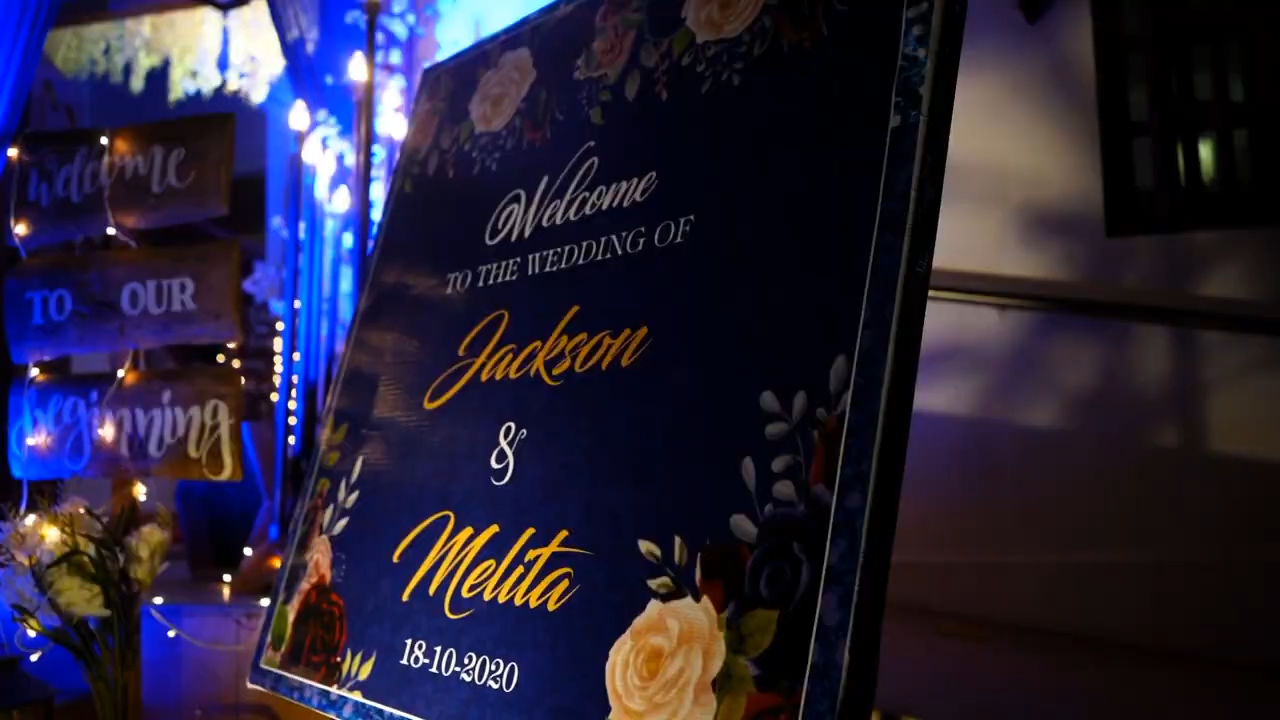 welcome
TO OUR
beginning
Welcome
TO THE WEDDING OF
Jackson
&
Melita
18-10-2020